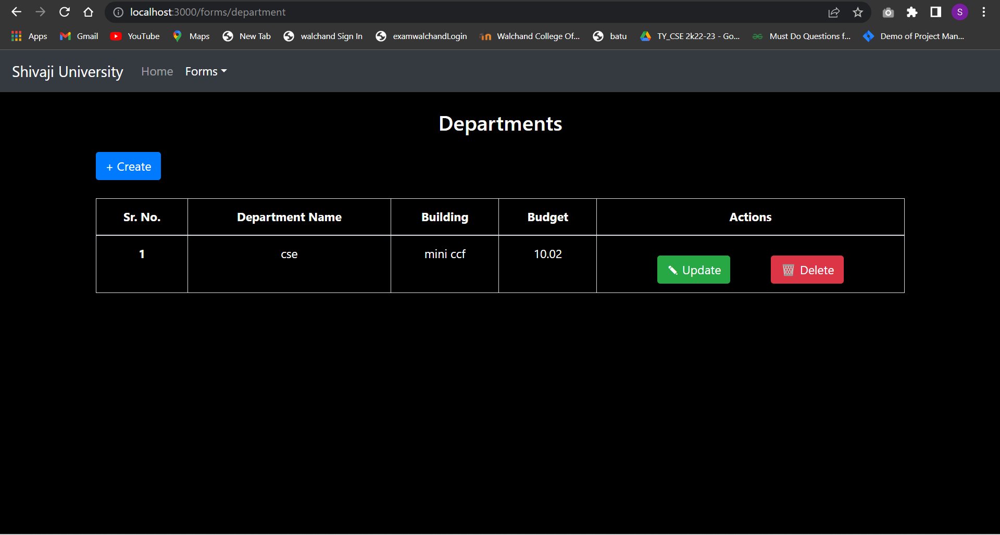 localhost:3000/forms/department
S
Apps Gmail YouTube Maps New Tab walchand Sign In examwalchandLogin Walchand College Of... batu TY_CSE 2k22-23 - Go... Must Do Questions f... Demo of Project Man...
Shivaji University Home Forms
Departments
+ Create
Sr. No. Department Name Building Budget Actions
1 cse mini ccf 10.02
Update Delete